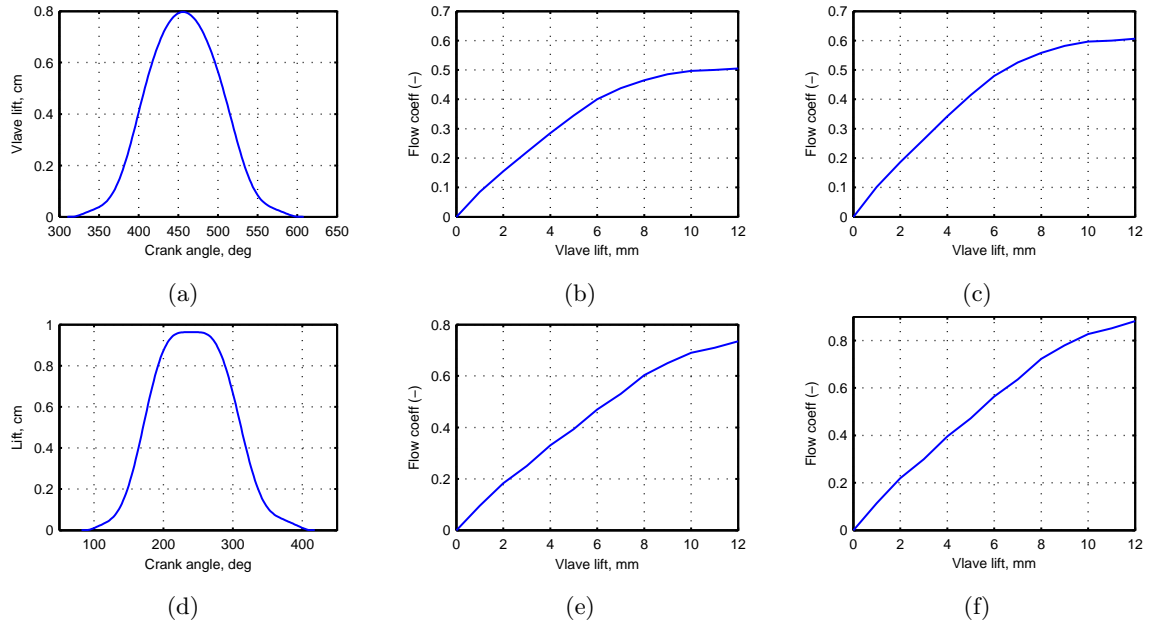 0.8
0.6
0.4
0.2
0
Vlave lift, cm
300 350 400 450 500 550 600 650
Crank angle, deg
(a)
0.7
0.6
0.5
0.4
0.3
0.2
0.1
0
Flow coeff (−)
0 2 4 6 8 10 12
Vlave lift, mm
(b)
0.7
0.6
0.5
0.4
0.3
0.2
0.1
0
Flow coeff (−)
0 2 4 6 8 10 12
Vlave lift, mm
(c)
1
0.8
0.6
0.4
0.2
0
Lift, cm
100 200 300 400
Crank angle, deg
(d)
0.8
0.6
0.4
0.2
0
Flow coeff (−)
0 2 4 6 8 10 12
Vlave lift, mm
(e)
0.8
0.6
0.4
0.2
0
Flow coeff (−)
0 2 4 6 8 10 12
Vlave lift, mm
(f)